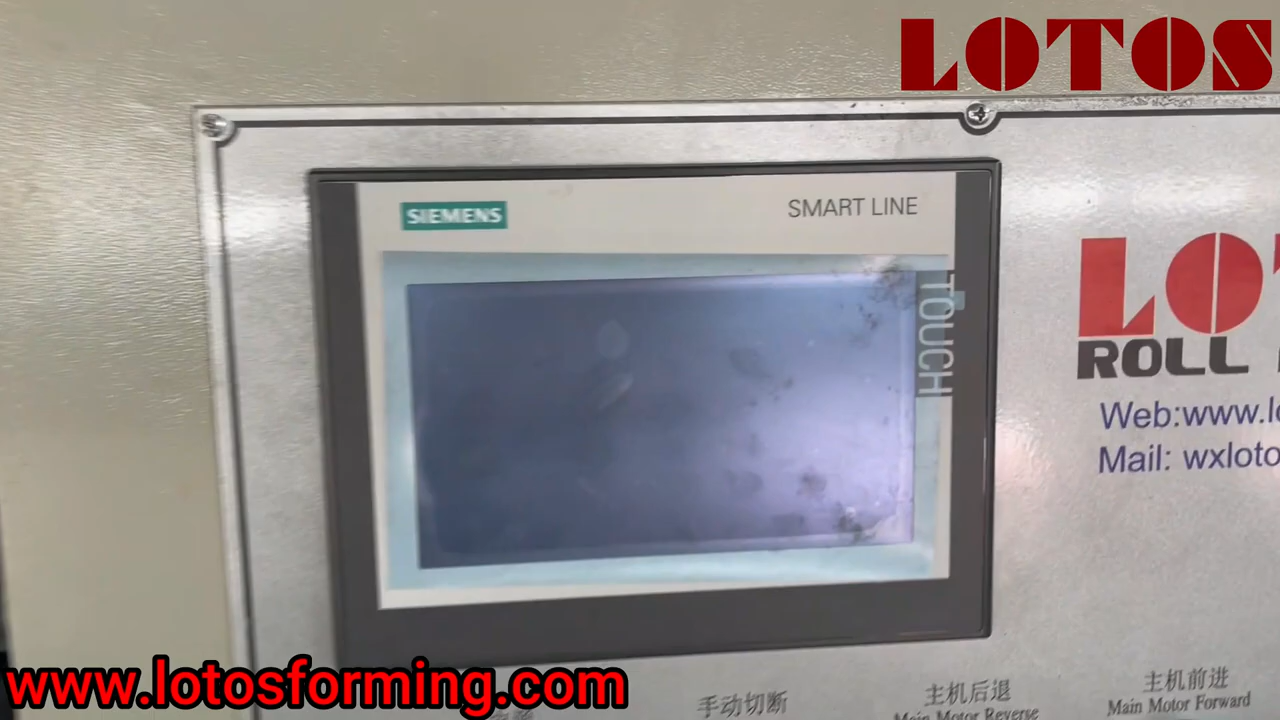 LOTOS
SIEMENS
SMART LINE
TOUCH
LO
ROLL
Web:www.l
Mail: wxloto
www.lotosforming.com
手动切断
主机后退
Main Motor Reverse
主机前进
Main Motor Forward